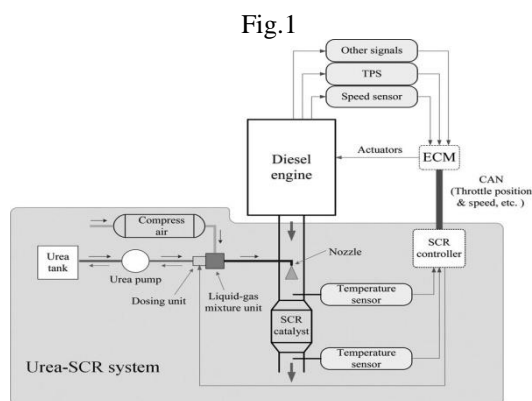 Fig.1
Other signals
TPS
Speed sensor
Diesel
engine
Actuators
ECM
CAN
(Throttle position
& speed, etc. )
Compress
air
SCR
controller
Urea
tank
Urea pump
Dosing unit
Liquid-gas
mixture unit
Nozzle
Temperature
sensor
SCR
catalyst
Temperature
sensor
Urea-SCR system